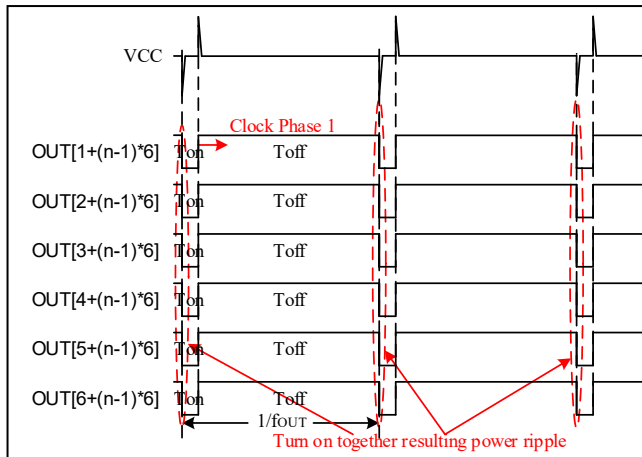 VCC
Clock Phase 1
OUT[1+(n-1)*6] Ton Toff
OUT[2+(n-1)*6] Ton Toff
OUT[3+(n-1)*6] Ton Toff
OUT[4+(n-1)*6] Ton Toff
OUT[5+(n-1)*6] Ton Toff
OUT[6+(n-1)*6] Ton Toff
1/fOUT
Turn on together resulting power ripple